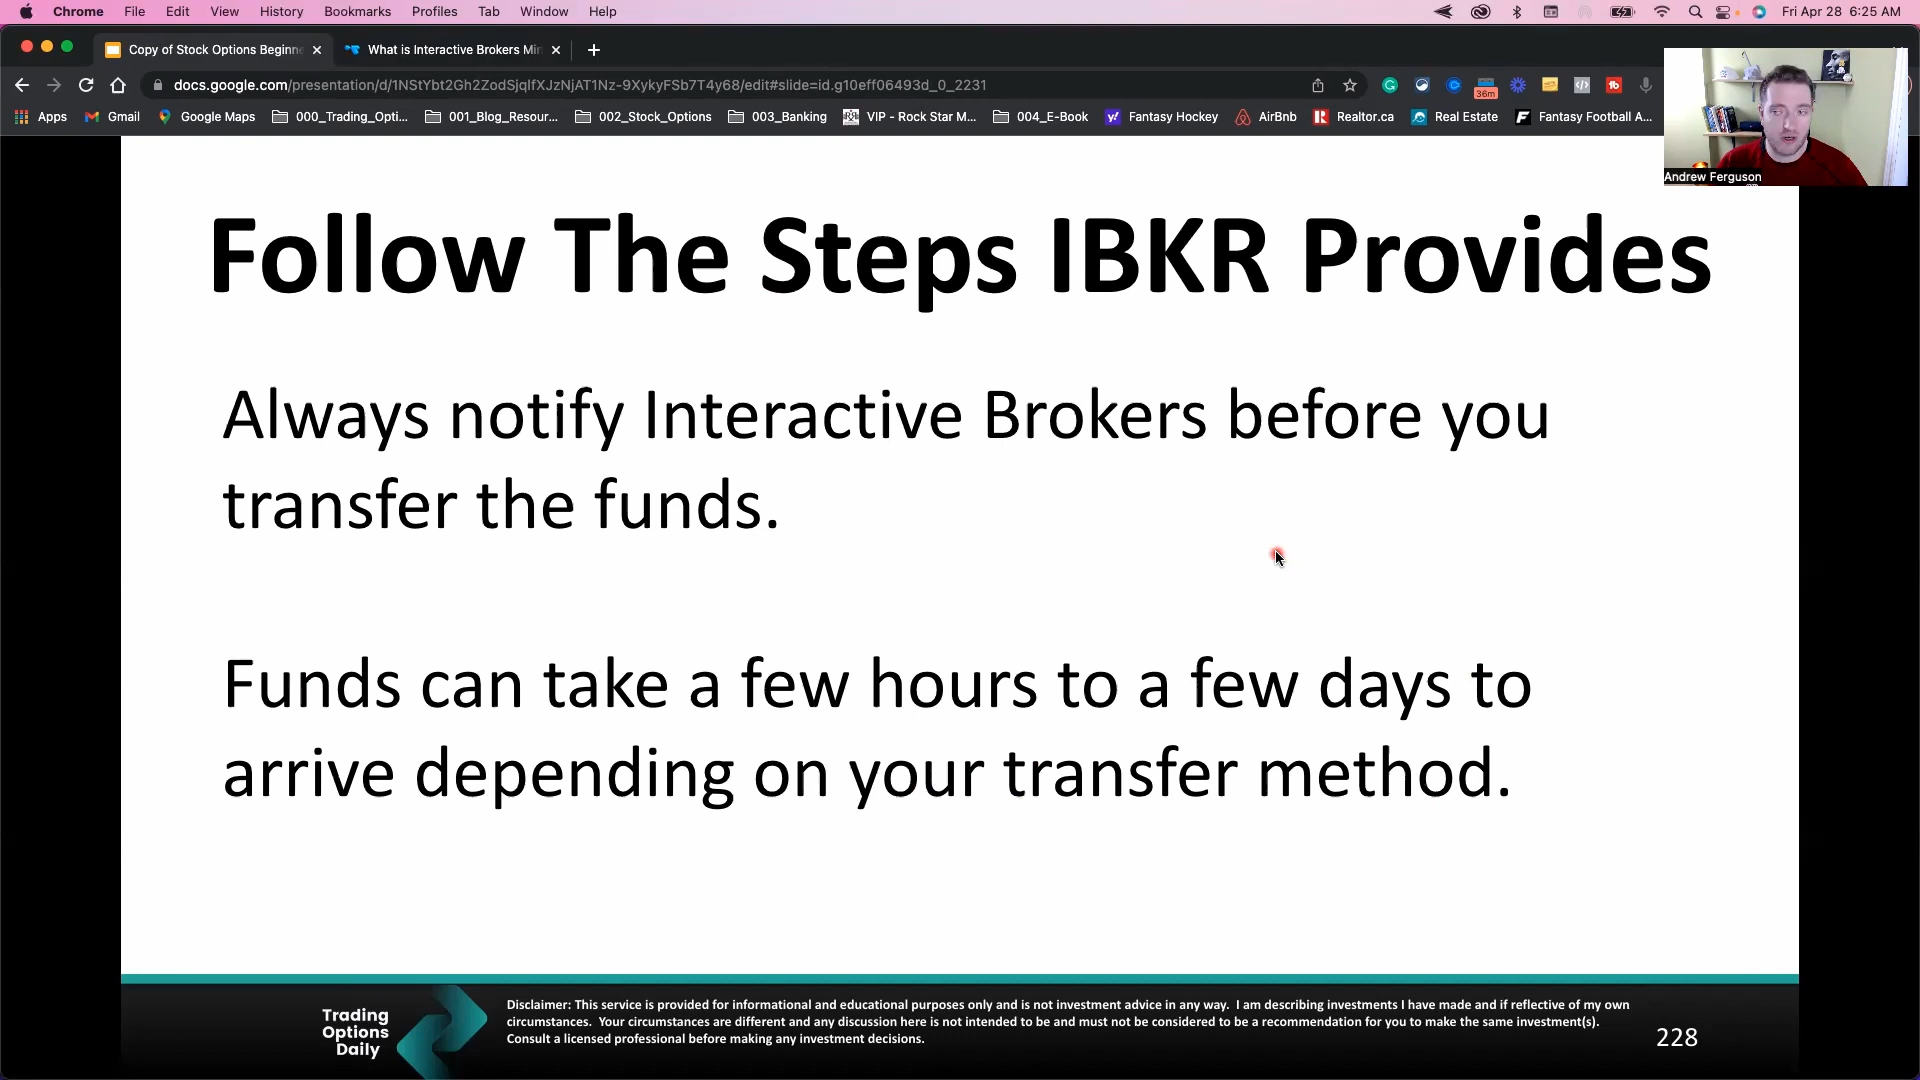 Chrome File Edit View History Bookmarks Profiles Tab Window Help Fri Apr 28 6:25 AM
Copy of Stock Options Beginne What is Interactive Brokers Min
docs.google.com/presentation/d/1NStYbt2Gh2ZodSjqIfXJzNjAT1Nz-9XykyFSb7T4y68/edit#slide=id.g10eff06493d_0_2231
36m
Apps Gmail Google Maps 000_Trading_Opti... 001_Blog_Resour... 002_Stock_Options 003_Banking VIP - Rock Star M... 004_E-Book Fantasy Hockey AirBnb Realtor.ca Real Estate Fantasy Football A...
Andrew Ferguson
Follow The Steps IBKR Provides
Always notify Interactive Brokers before you
transfer the funds.
Funds can take a few hours to a few days to
arrive depending on your transfer method.
Trading
Options
Daily
Disclaimer: This service is provided for informational and educational purposes only and is not investment advice in any way. I am describing investments I have made and if reflective of my own
circumstances. Your circumstances are different and any discussion here is not intended to be and must not be considered to be a recommendation for you to make the same investment(s).
Consult a licensed professional before making any investment decisions.
228